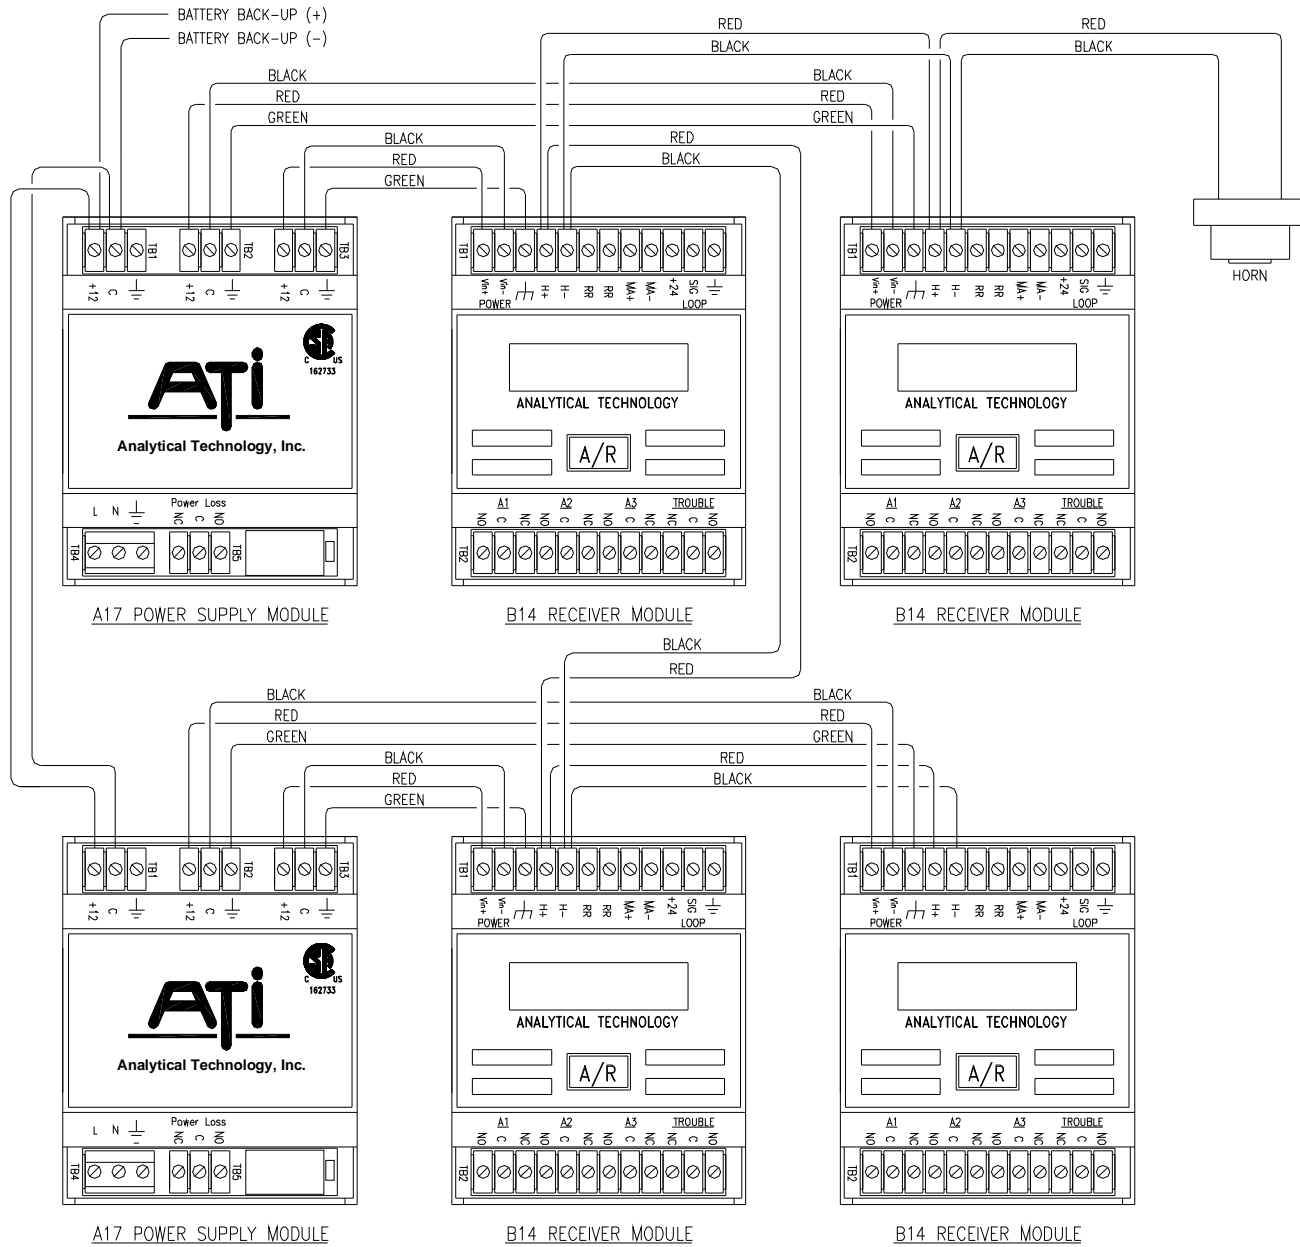 BATTERY BACK-UP (+)
BATTERY BACK-UP (-)
RED
RED
BLACK
BLACK
BLACK
BLACK
RED
RED
GREEN
GREEN
BLACK
RED
RED
BLACK
GREEN
TB1 TB2 TB3
+12 C +12 C +12 C
TB1
Vin+ Vin- H+ H- RR RR MA+ MA- +24 SIG
POWER LOOP
TB1
Vin+ Vin- H+ H- RR RR MA+ MA- +24 SIG
POWER LOOP
HORN
ATi
Analytical Technology, Inc.
C US
162733
L N
Power Loss
NC C NO
TB4 TB5
A17 POWER SUPPLY MODULE
ANALYTICAL TECHNOLOGY
A/R
A1 A2 A3 TROUBLE
NO C NC NO C NC NO C NC NC C NO
TB2
B14 RECEIVER MODULE
ANALYTICAL TECHNOLOGY
A/R
A1 A2 A3 TROUBLE
NO C NC NO C NC NO C NC NC C NO
TB2
B14 RECEIVER MODULE
BLACK
RED
BLACK
BLACK
RED
RED
GREEN
GREEN
BLACK
RED
RED
BLACK
GREEN
TB1 TB2 TB3
+12 C +12 C +12 C
TB1
Vin+ Vin- H+ H- RR RR MA+ MA- +24 SIG
POWER LOOP
TB1
Vin+ Vin- H+ H- RR RR MA+ MA- +24 SIG
POWER LOOP
ATi
Analytical Technology, Inc.
C US
162733
L N
Power Loss
NC C NO
TB4 TB5
A17 POWER SUPPLY MODULE
ANALYTICAL TECHNOLOGY
A/R
A1 A2 A3 TROUBLE
NO C NC NO C NC NO C NC NC C NO
TB2
B14 RECEIVER MODULE
ANALYTICAL TECHNOLOGY
A/R
A1 A2 A3 TROUBLE
NO C NC NO C NC NO C NC NC C NO
TB2
B14 RECEIVER MODULE